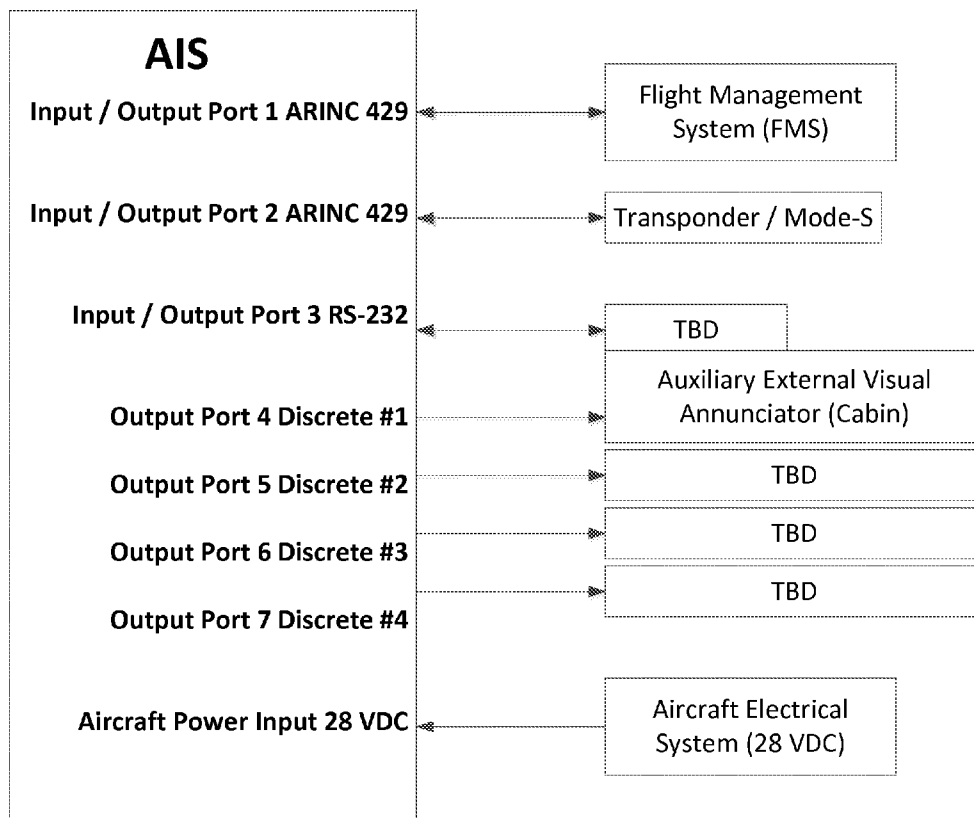 AIS
Input / Output Port 1 ARINC 429
Flight Management
System (FMS)
Input / Output Port 2 ARINC 429
Transponder / Mode-S
Input / Output Port 3 RS-232
TBD
Auxiliary External Visual
Annunciator (Cabin)
Output Port 4 Discrete #1
Output Port 5 Discrete #2
TBD
Output Port 6 Discrete #3
TBD
Output Port 7 Discrete #4
TBD
Aircraft Power Input 28 VDC
Aircraft Electrical
System (28 VDC)